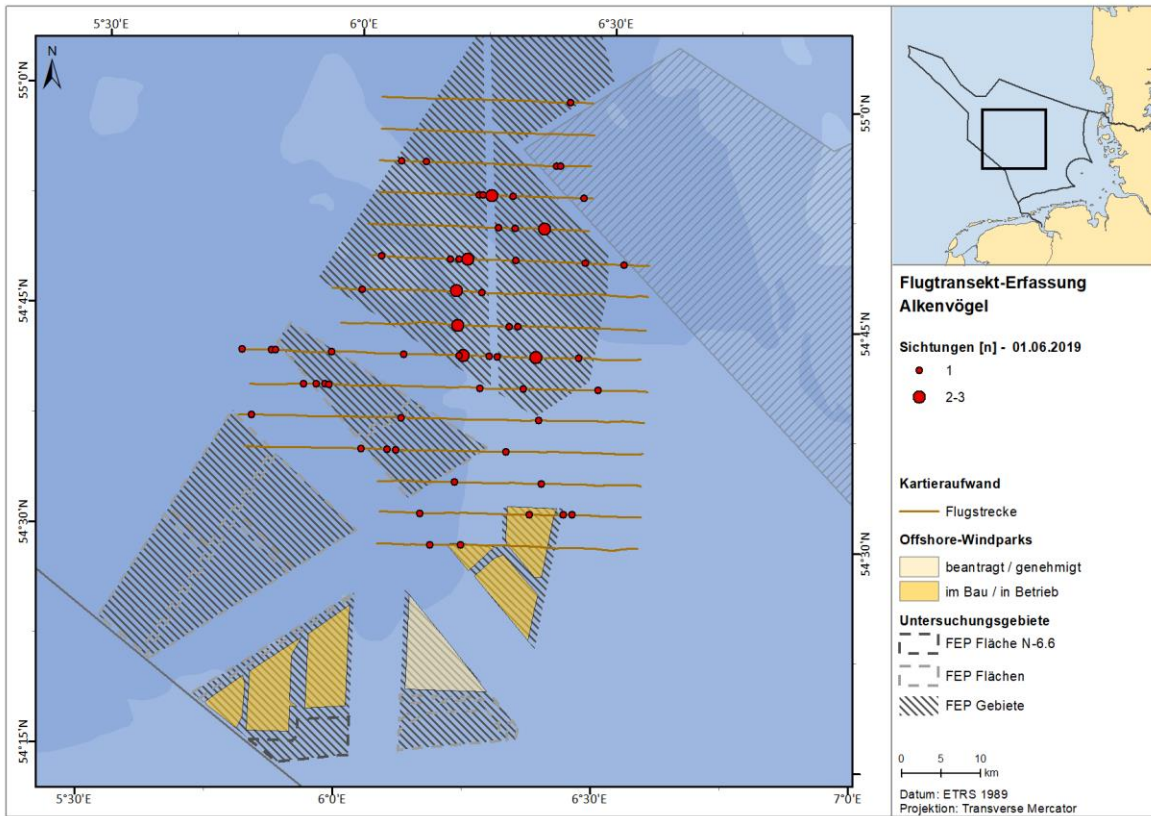 5°30'E
6°0'E
6°30'E
N
55°0'N
54°45'N
54°30'N
54°15'N
55°0'N
54°45'N
54°30'N
5°30'E
6°0'E
6°30'E
7°0'E
Flugtransekt-Erfassung
Alkenvögel
Sichtungen [n] - 01.06.2019
1
2-3
Kartieraufwand
Flugstrecke
Offshore-Windparks
beantragt / genehmigt
im Bau / in Betrieb
Untersuchungsgebiete
FEP Fläche N-6.6
FEP Flächen
FEP Gebiete
0 5 10
km
Datum: ETRS 1989
Projektion: Transverse Mercator